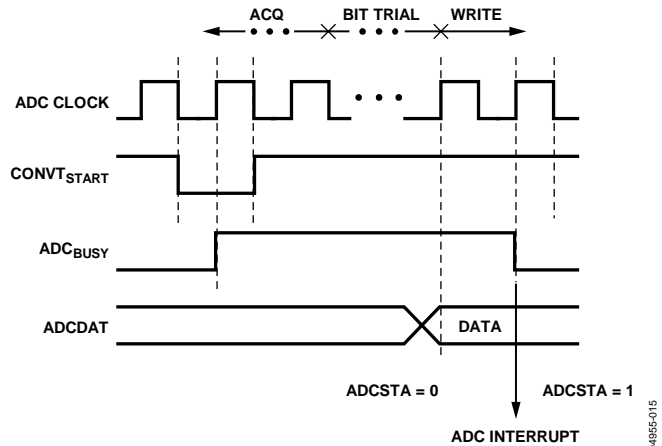 ACQ BIT TRIAL WRITE
ADC CLOCK
CONVTSTART
ADCBUSY
ADCDAT
DATA
ADCSTA = 0 ADCSTA = 1
ADC INTERRUPT
04955-015